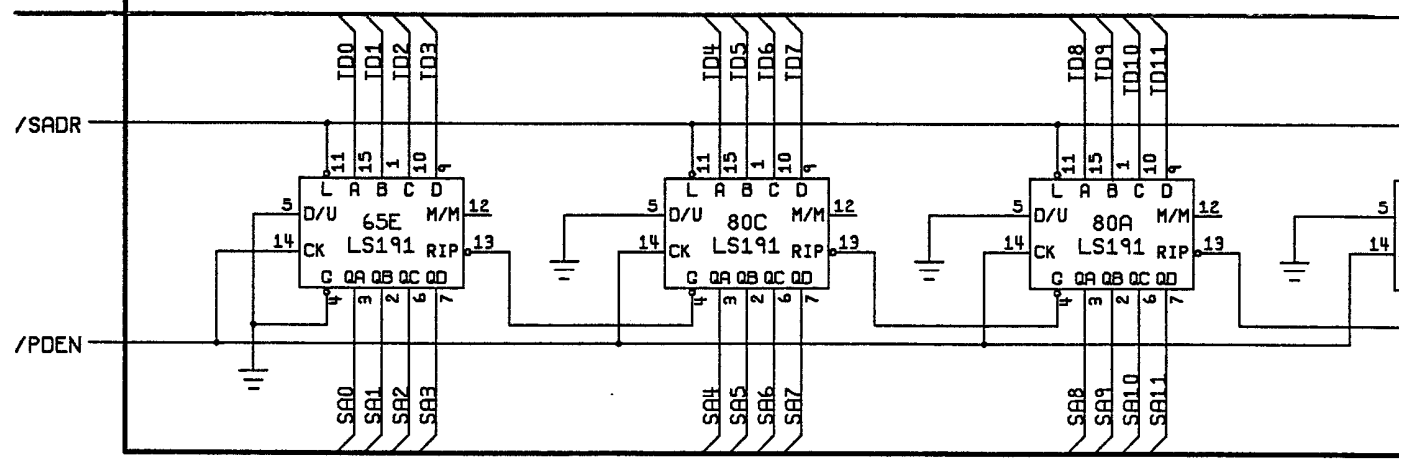 TD0 TD1 TD2 TD3 TD4 TD5 TD6 TD7 TD8 TD9 TD10 TD11
/SADR
11 15 1 10 9 11 15 1 10 9 11 15 1 10 9
L A B C D L A B C D L A B C D
5 D/U 65E M/M 12 5 D/U 80C M/M 12 5 D/U 80A M/M 12 5
14 CK LS191 RIP 13 14 CK LS191 RIP 13 14 CK LS191 RIP 13 14
G QA QB QC QD G QA QB QC QD G QA QB QC QD
4 3 2 6 7 4 3 2 6 7 4 3 2 6 7
/PDEN
SA0 SA1 SA2 SA3 SA4 SA5 SA6 SA7 SA8 SA9 SA10 SA11